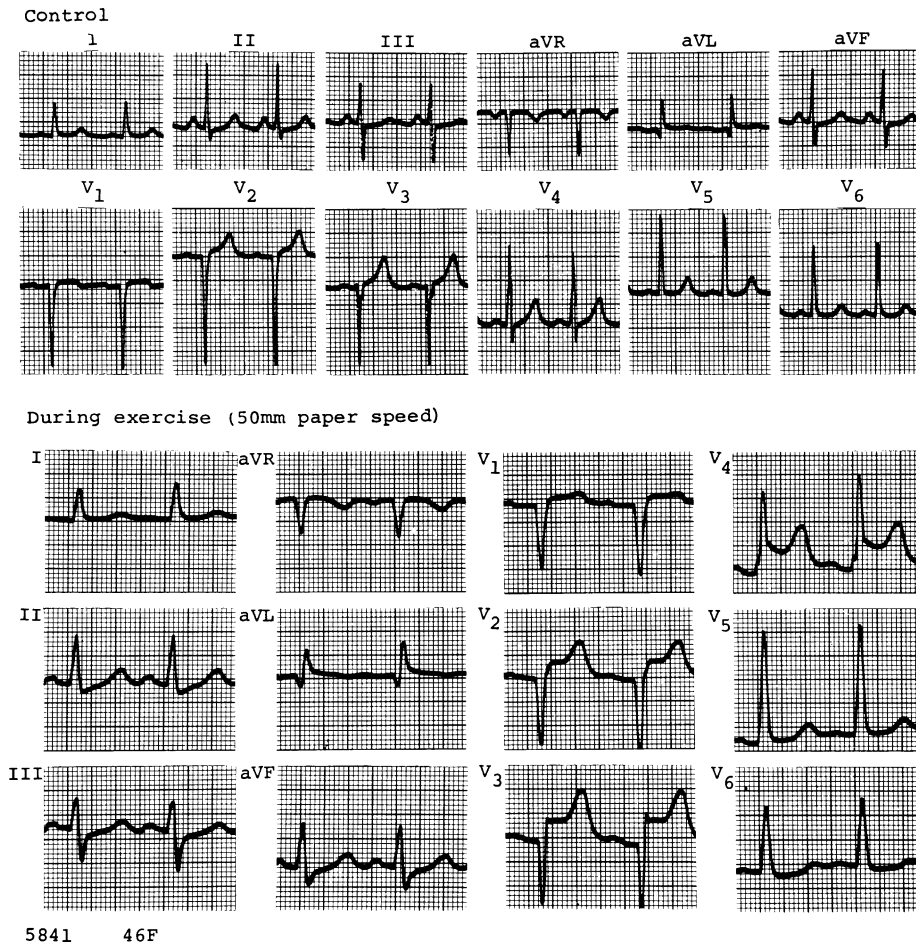 Control
1 II III aVR aVL aVF
V1 V2 V3 V4 V5 V6
During exercise (50mm paper speed)
I aVR V1 V4
II aVL V2 V5
III aVF V3 V6
5841 46F